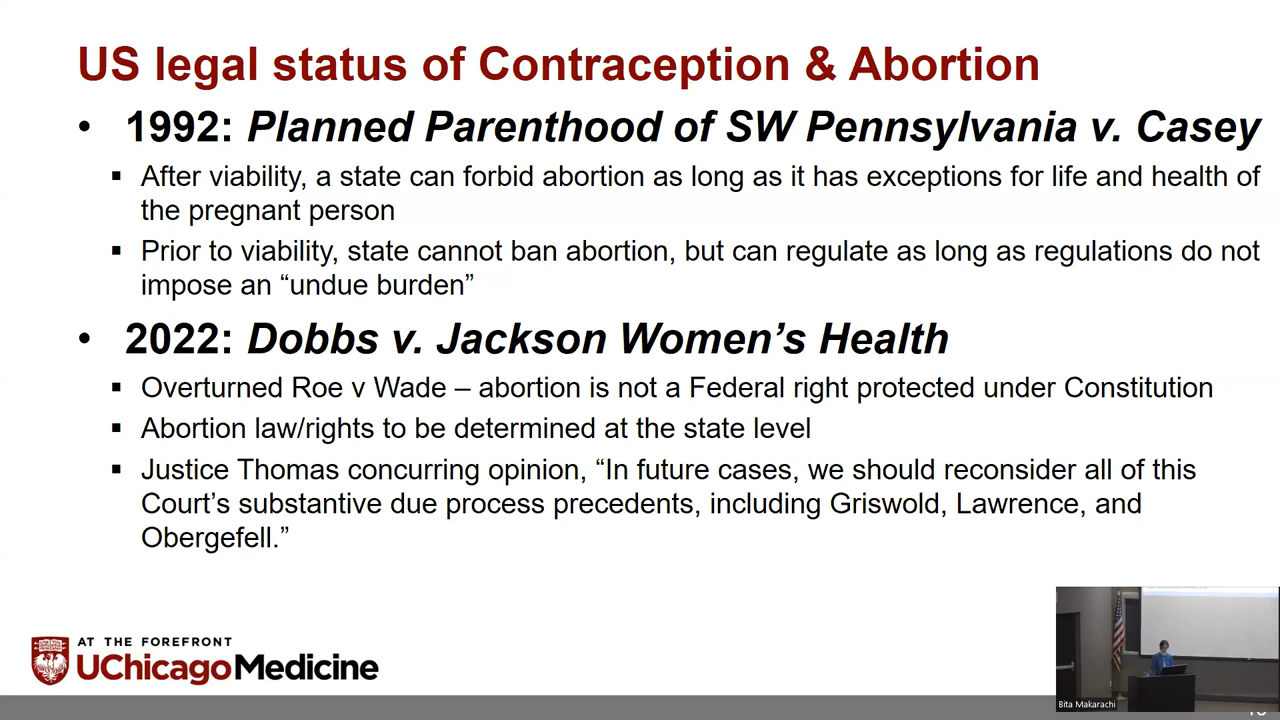 US legal status of Contraception & Abortion
• 1992: Planned Parenthood of SW Pennsylvania v. Casey
▪ After viability, a state can forbid abortion as long as it has exceptions for life and health of
the pregnant person
▪ Prior to viability, state cannot ban abortion, but can regulate as long as regulations do not
impose an “undue burden”
• 2022: Dobbs v. Jackson Women’s Health
▪ Overturned Roe v Wade – abortion is not a Federal right protected under Constitution
▪ Abortion law/rights to be determined at the state level
▪ Justice Thomas concurring opinion, “In future cases, we should reconsider all of this
Court’s substantive due process precedents, including Griswold, Lawrence, and
Obergefell.”
AT THE FOREFRONT
UChicagoMedicine
Bita Makarachi